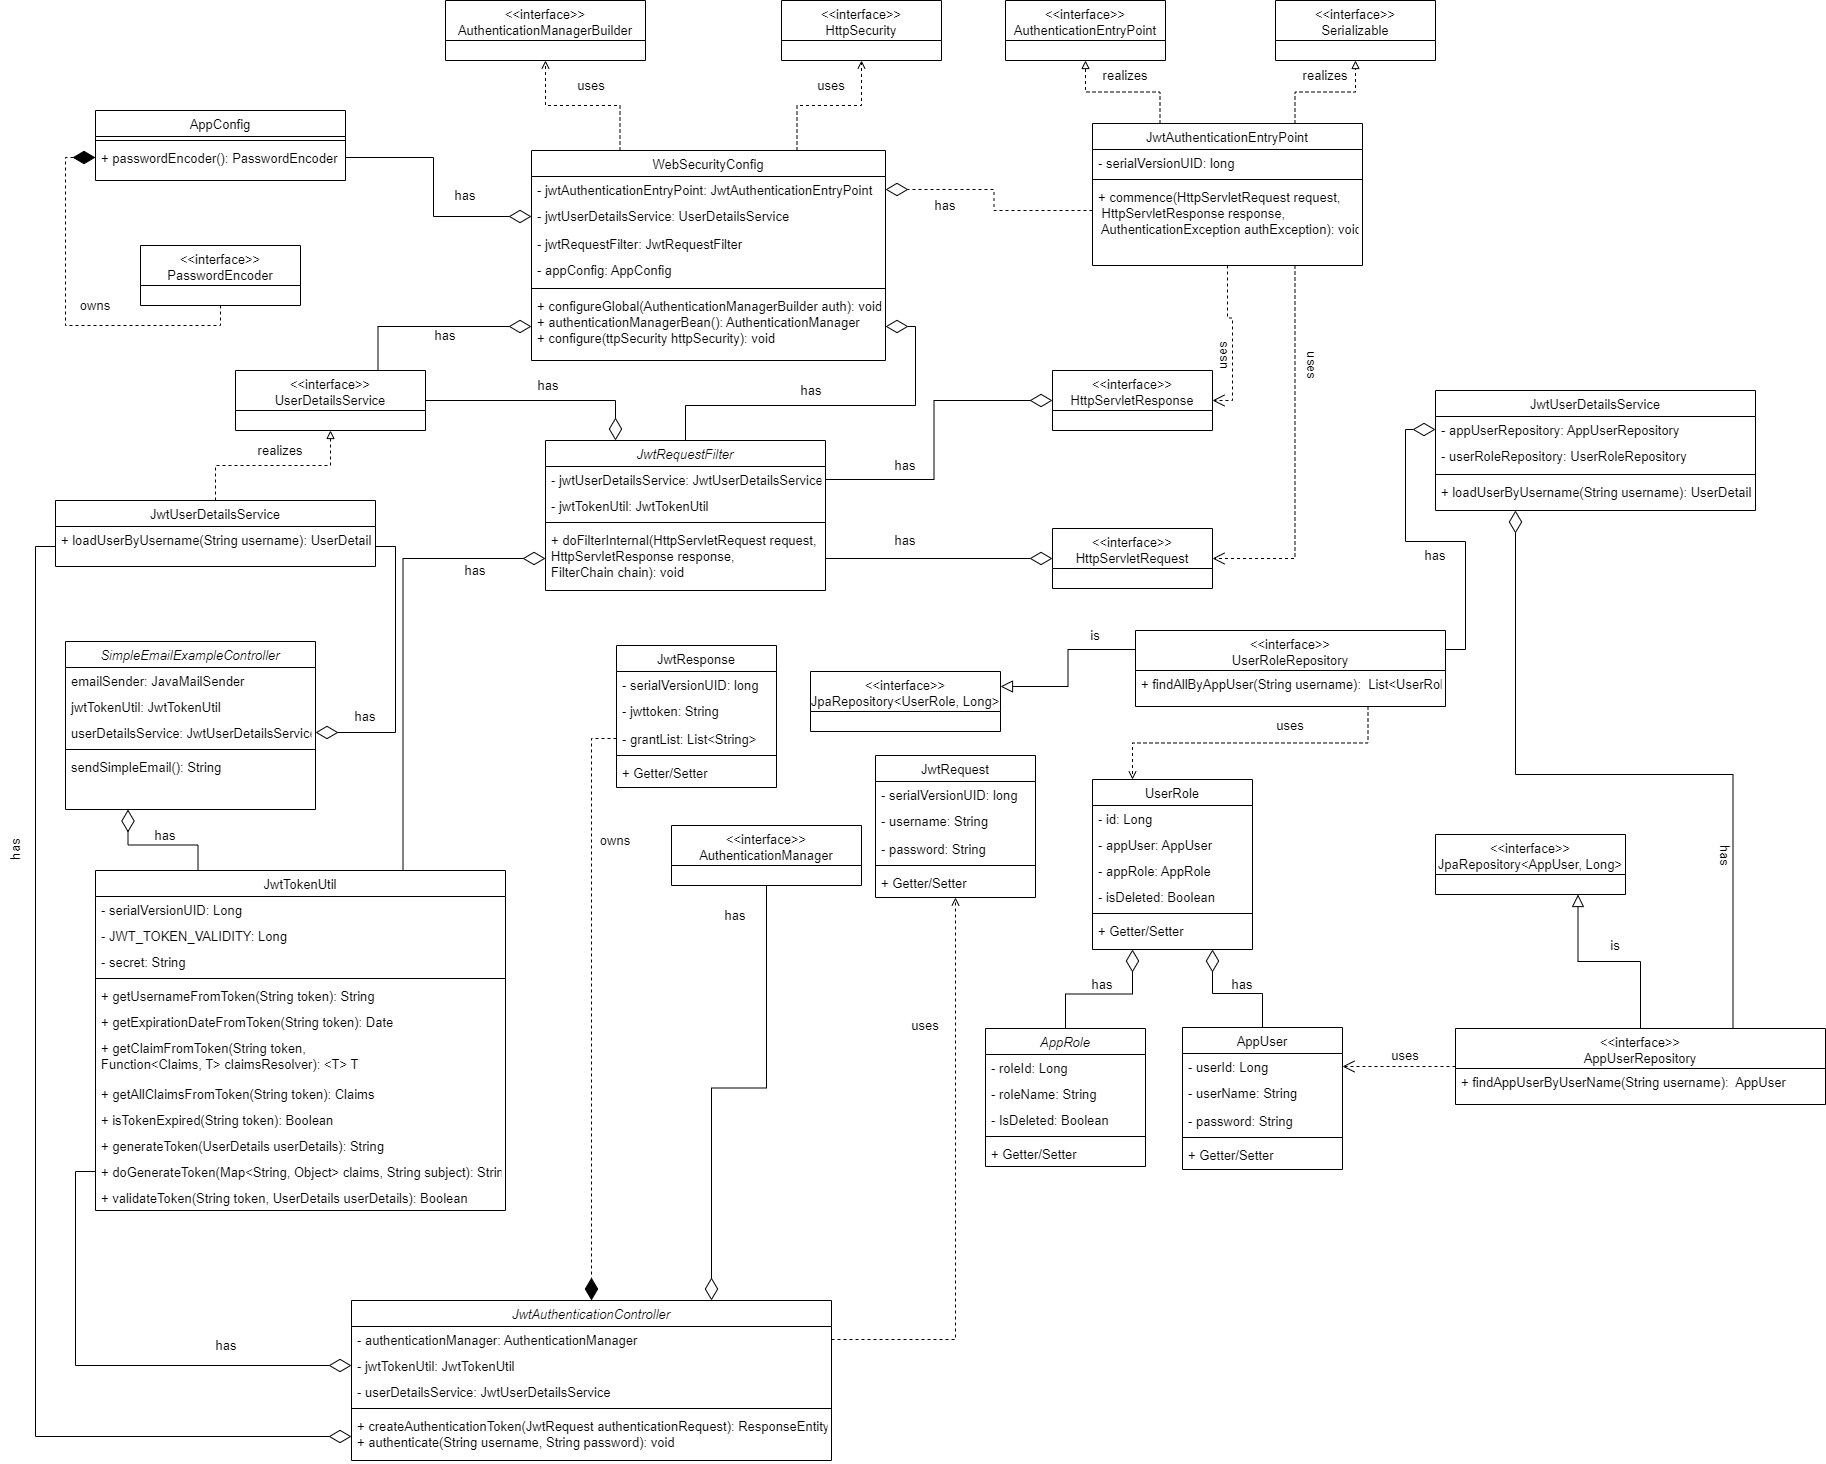 <<interface>>
AuthenticationManagerBuilder
<<interface>>
HttpSecurity
<<interface>>
AuthenticationEntryPoint
<<interface>>
Serializable
uses
uses
realizes
realizes
AppConfig
+ passwordEncoder(): PasswordEncoder
has
<<interface>>
PasswordEncoder
owns
WebSecurityConfig
- jwtAuthenticationEntryPoint: JwtAuthenticationEntryPoint
- jwtUserDetailsService: UserDetailsService
- jwtRequestFilter: JwtRequestFilter
- appConfig: AppConfig
+ configureGlobal(AuthenticationManagerBuilder auth): void
+ authenticationManagerBean(): AuthenticationManager
+ configure(ttpSecurity httpSecurity): void
has
JwtAuthenticationEntryPoint
- serialVersionUID: long
+ commence(HttpServletRequest request,
HttpServletResponse response,
AuthenticationException authException): voic
has
uses
uses
<<interface>>
UserDetailsService
has
has
realizes
<<interface>>
HttpServletResponse
has
JwtRequestFilter
- jwtUserDetailsService: JwtUserDetailsService
- jwtTokenUtil: JwtTokenUtil
+ doFilterInternal(HttpServletRequest request,
HttpServletResponse response,
FilterChain chain): void
has
has
<<interface>>
HttpServletRequest
JwtUserDetailsService
- appUserRepository: AppUserRepository
- userRoleRepository: UserRoleRepository
+ loadUserByUsername(String username): UserDetail
has
JwtUserDetailsService
+ loadUserByUsername(String username): UserDetail
SimpleEmailExampleController
emailSender: JavaMailSender
jwtTokenUtil: JwtTokenUtil
userDetailsService: JwtUserDetailsServic
sendSimpleEmail(): String
has
has
has
JwtResponse
- serialVersionUID: long
- jwttoken: String
- grantList: List<String>
+ Getter/Setter
owns
<<interface>>
JpaRepository<UserRole, Long>
is
<<interface>>
UserRoleRepository
+ findAllByAppUser(String username):  List<UserRol
uses
JwtRequest
- serialVersionUID: long
- username: String
- password: String
+ Getter/Setter
<<interface>>
AuthenticationManager
has
UserRole
- id: Long
- appUser: AppUser
- appRole: AppRole
- isDeleted: Boolean
+ Getter/Setter
has
has
<<interface>>
JpaRepository<AppUser, Long>
has
is
JwtTokenUtil
- serialVersionUID: Long
- JWT_TOKEN_VALIDITY: Long
- secret: String
+ getUsernameFromToken(String token): String
+ getExpirationDateFromToken(String token): Date
+ getClaimFromToken(String token,
Function<Claims, T> claimsResolver): <T> T
+ getAllClaimsFromToken(String token): Claims
+ isTokenExpired(String token): Boolean
+ generateToken(UserDetails userDetails): String
+ doGenerateToken(Map<String, Object> claims, String subject): Strin
+ validateToken(String token, UserDetails userDetails): Boolean
uses
AppRole
- roleId: Long
- roleName: String
- IsDeleted: Boolean
+ Getter/Setter
AppUser
- userId: Long
- userName: String
- password: String
+ Getter/Setter
uses
<<interface>>
AppUserRepository
+ findAppUserByUserName(String username):  AppUser
has
JwtAuthenticationController
- authenticationManager: AuthenticationManager
- jwtTokenUtil: JwtTokenUtil
- userDetailsService: JwtUserDetailsService
+ createAuthenticationToken(JwtRequest authenticationRequest): ResponseEntity
+ authenticate(String username, String password): void